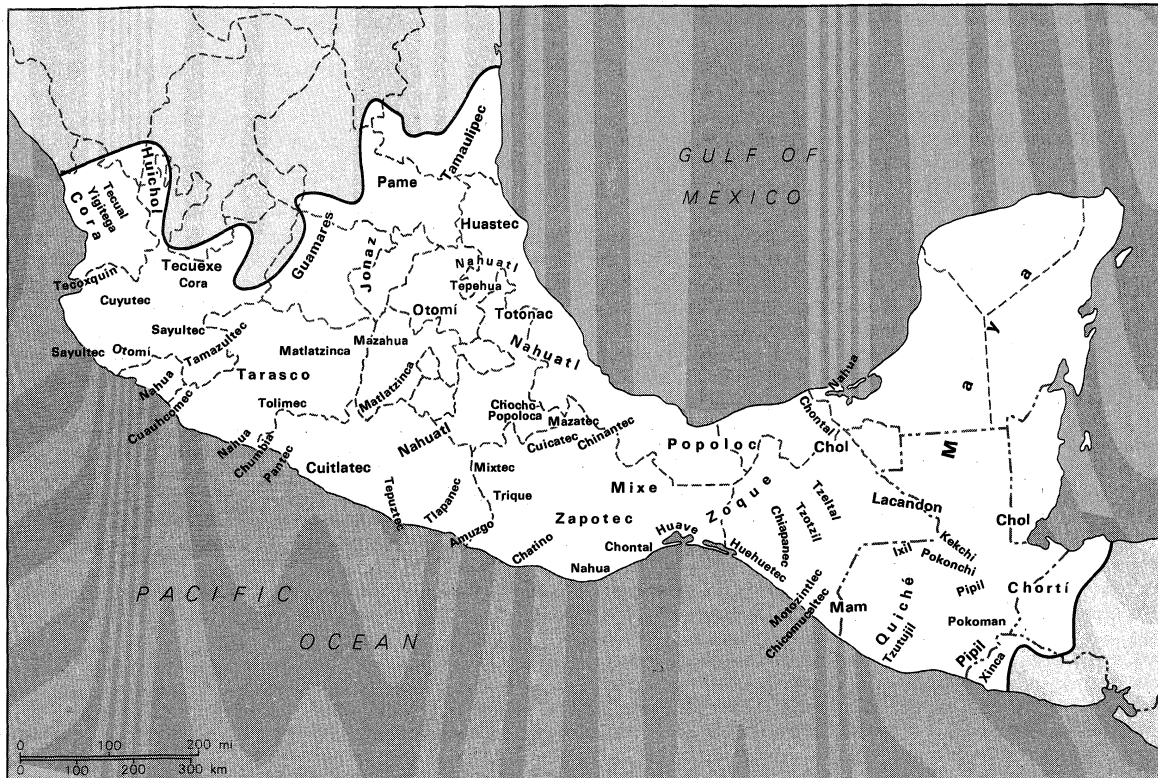 GULF OF
MEXICO
Huichol
Tamaulipec
Pame
Tecual
Yigitega
Cora
Huastec
Guamares
Jonaz
Nahuatl
Tecuexe
Cora
Tecoxquin
Tepehua
Cuyutec
Otomí
Totonac
Sayultec
Mazahua
Sayultec
Otomí
Tamazultec
Matlatzinca
Nahuatl
Nahua
Tarasco
Matlatzinca
Nahua
Maya
Cuauhcomec
Tolimec
Chocho-
Popoloca
Mazatec
Chontal
Nahua
Chumbia
Pantec
Nahuatl
Cuicatec
Chinantec
Popoloc
Chol
Cuitlatec
Mixtec
Mixe
Zoque
Tzeltal
Lacandon
Tepuztec
Tlapanec
Trique
Zapotec
Tzotzil
Chiapanec
Chol
Amuzgo
Chatino
Chontal
Huave
Huehuetec
Ixil
Kekchi
Pokonchi
Nahua
Motozintlec
Chicomucaltec
Mam
Quiché
Pipil
Chortí
PACIFIC
OCEAN
Tzutujil
Pokoman
Pipil
Xinca
0 100 200 mi
0 100 200 300 km